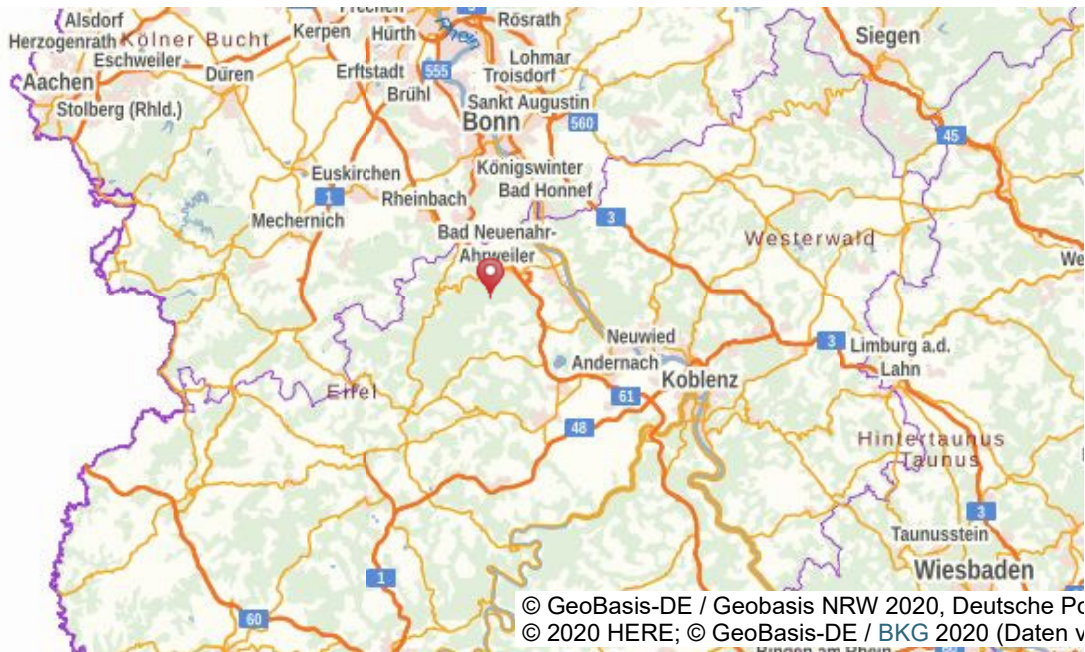 Frechen
Rösrath
Alsdorf
Siegen
Kerpen
Hürth
Herzogenrath
Kölner Bucht
Rhein
Eschweiler
Lohmar
Aachen
Düren
Erftstadt
555
Troisdorf
Brühl
Stolberg (Rhld.)
Sankt Augustin
Bonn
560
45
Königswinter
Euskirchen
Bad Honnef
1
Rheinbach
Mechernich
3
Bad Neuenahr-
Ahrweiler
Westerwald
We
Neuwied
3
Limburg a.d.
Lahn
Andernach
Koblenz
Eifel
61
48
Hintertaunus
Taunus
3
Taunusstein
Wiesbaden
1
60
© GeoBasis-DE / Geobasis NRW 2020, Deutsche Po
© 2020 HERE; © GeoBasis-DE / BKG 2020 (Daten v